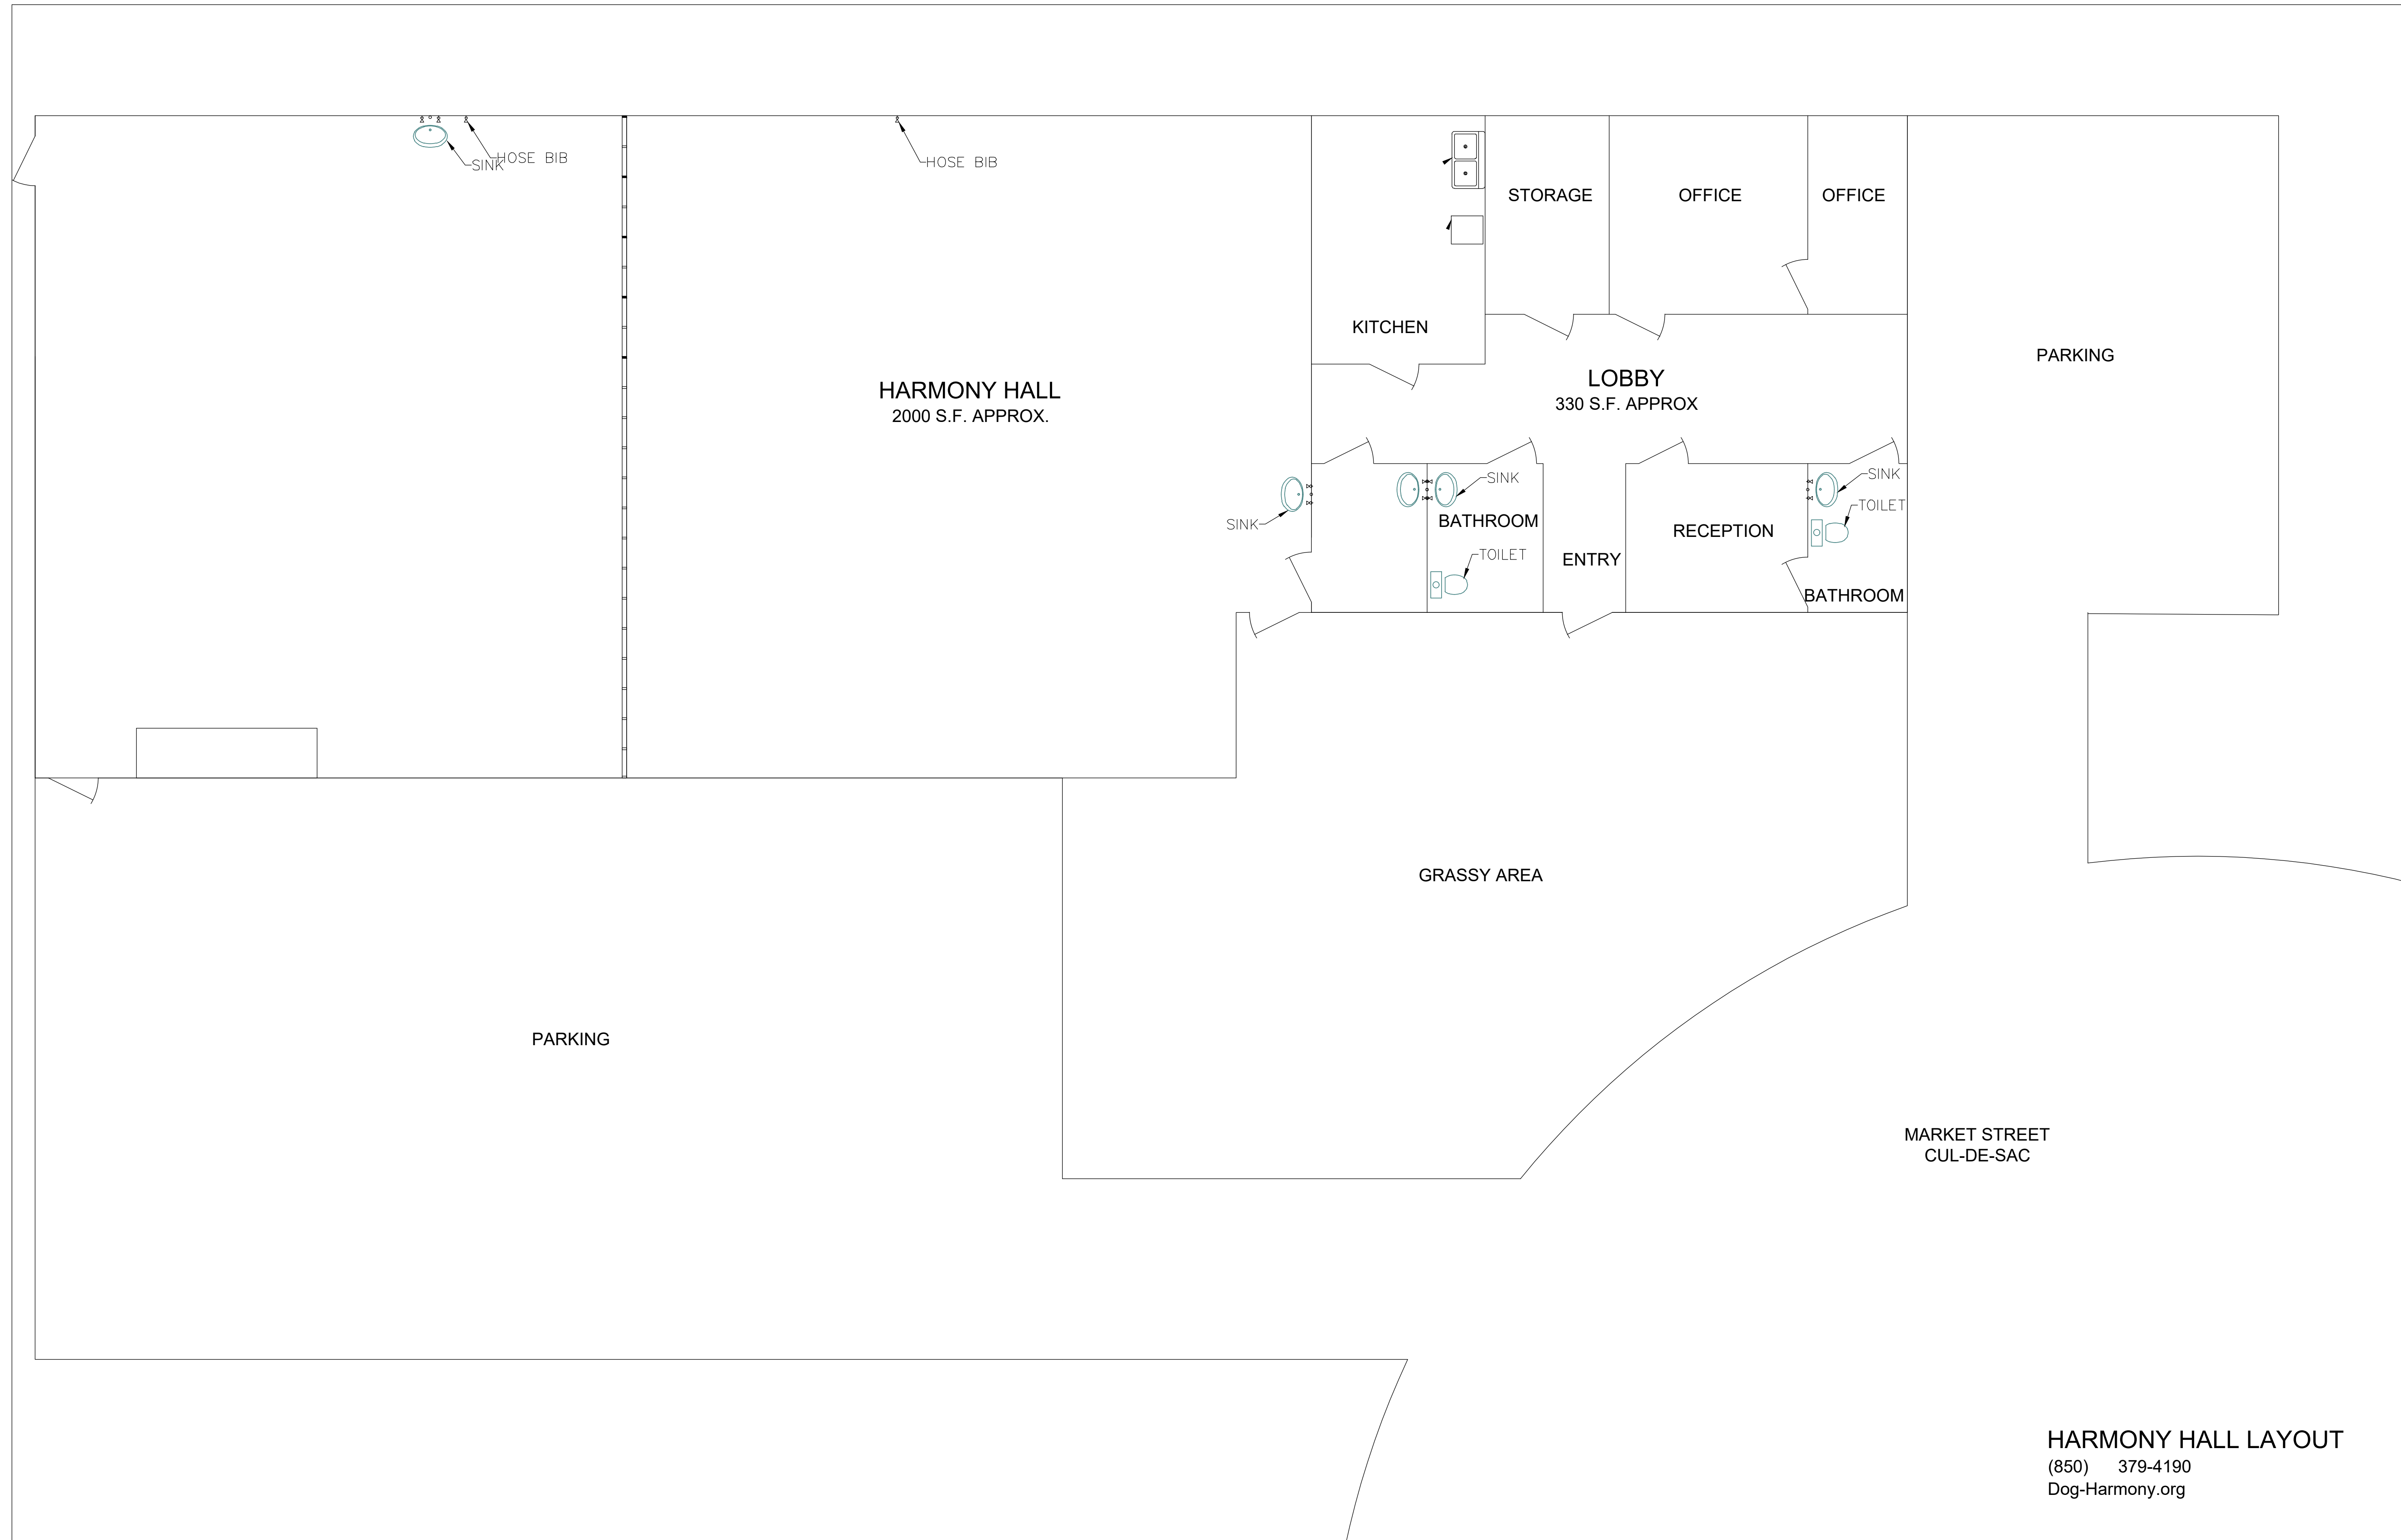 HOSE BIB
SINK
HOSE BIB
STORAGE
OFFICE
OFFICE
KITCHEN
PARKING
HARMONY HALL
2000 S.F. APPROX.
LOBBY
330 S.F. APPROX
SINK
SINK
SINK
TOILET
BATHROOM
RECEPTION
TOILET
ENTRY
BATHROOM
GRASSY AREA
PARKING
MARKET STREET
CUL-DE-SAC
HARMONY HALL LAYOUT
(850) 379-4190
Dog-Harmony.org